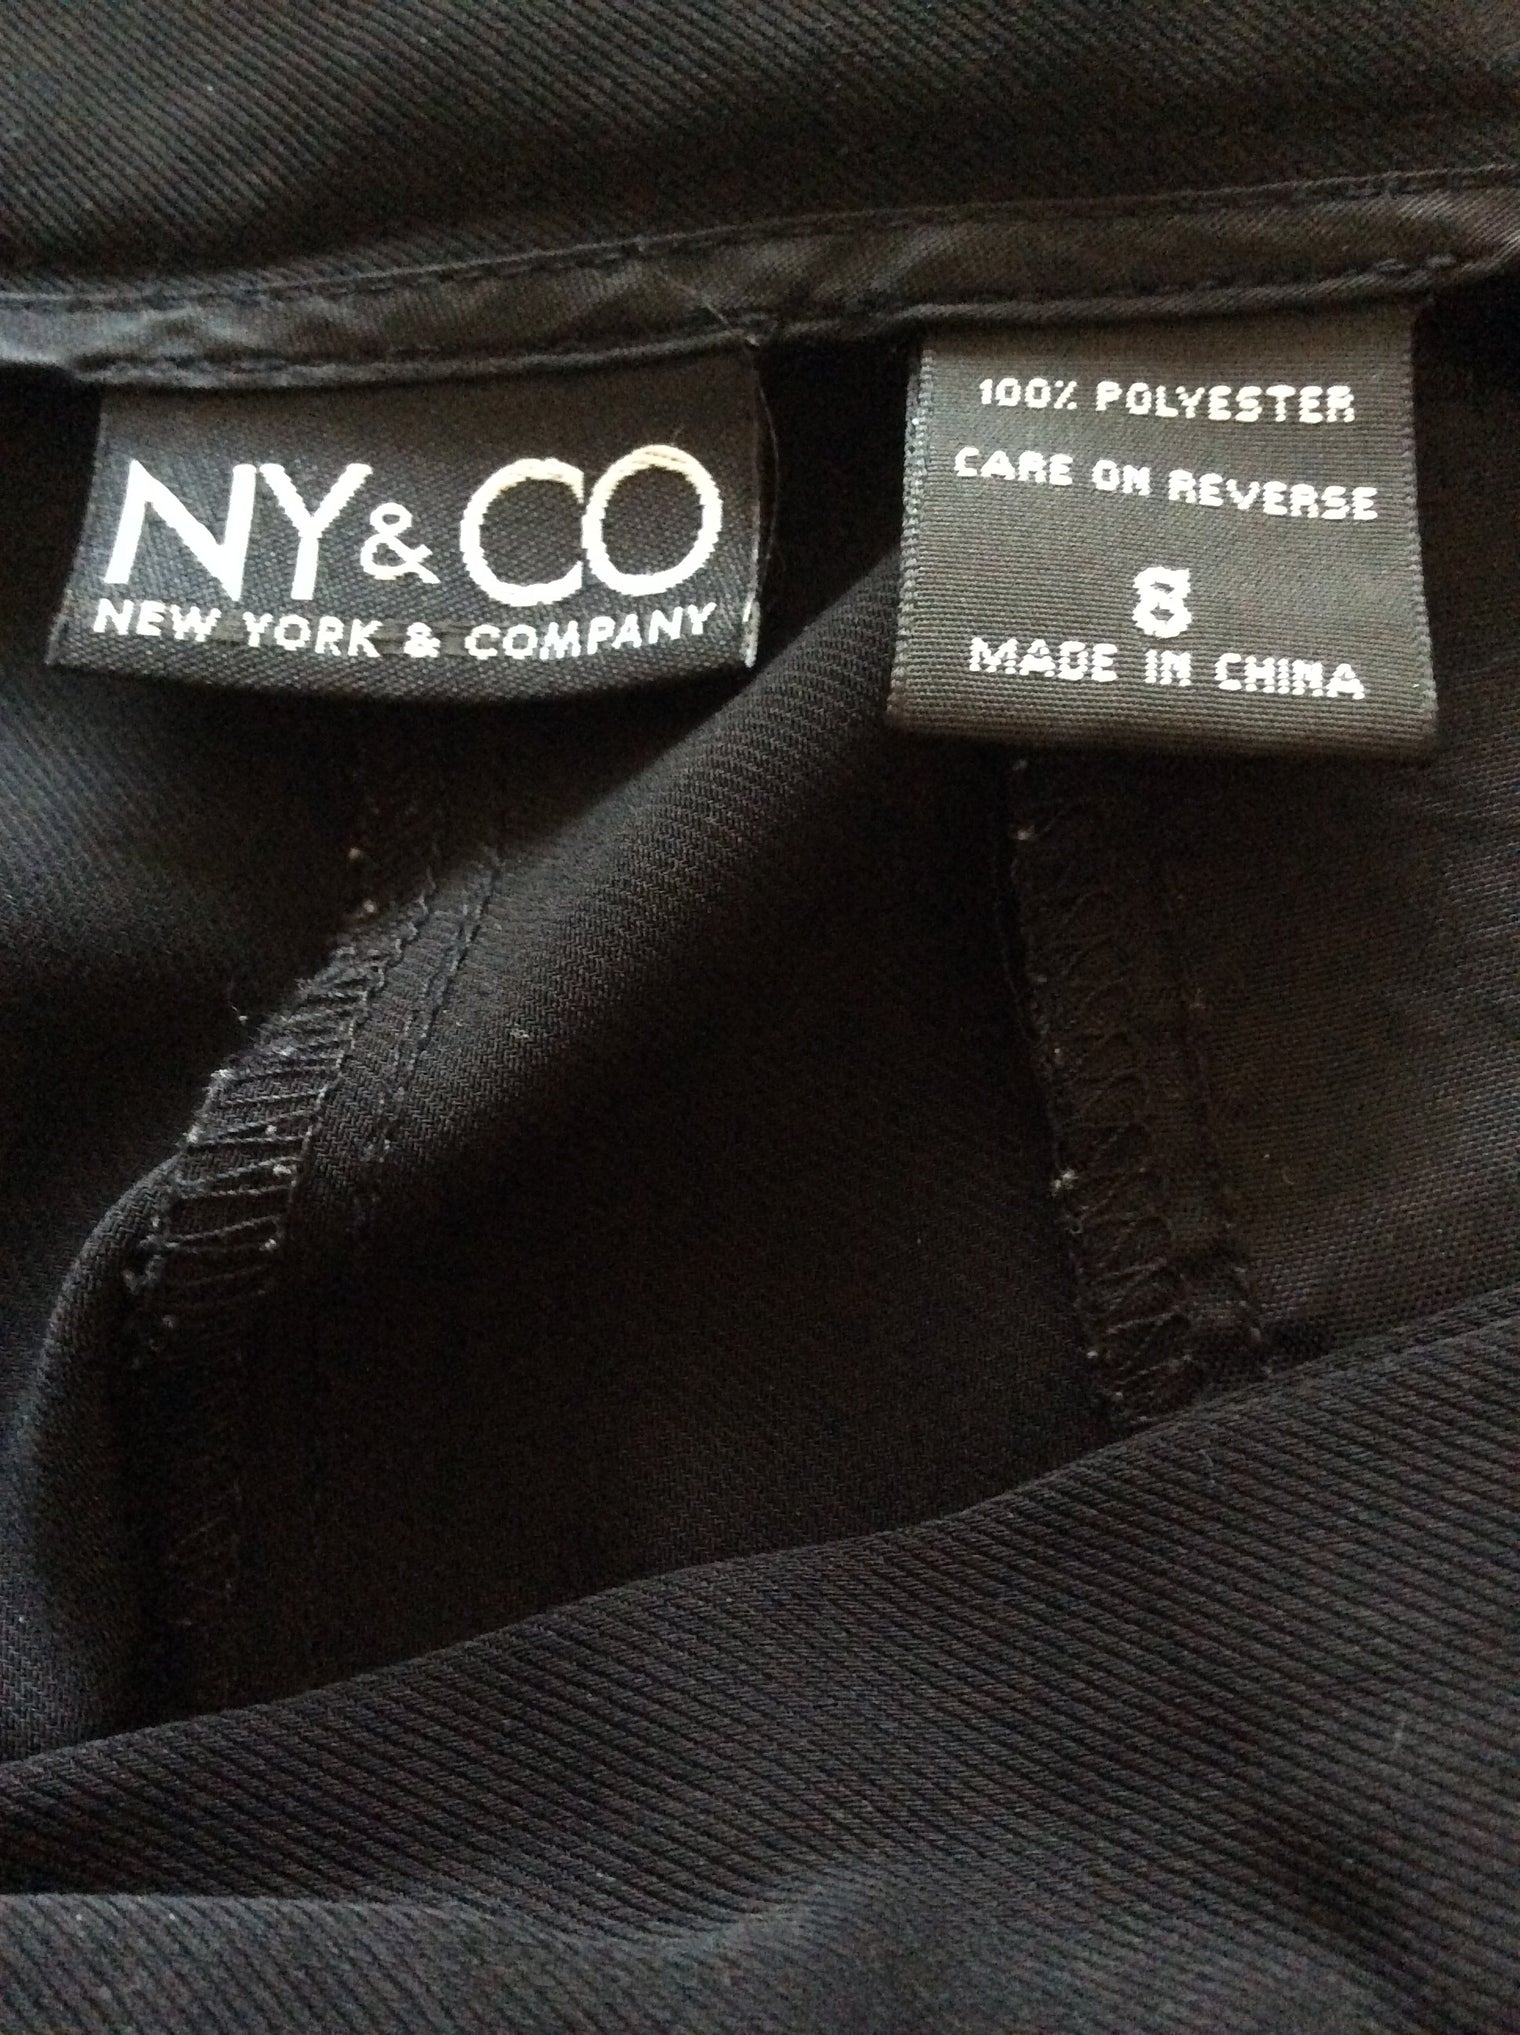 NY&CO
NEW YORK & COMPANY
100% POLYESTER
CARE ON REVERSE
8
MADE IN CHINA